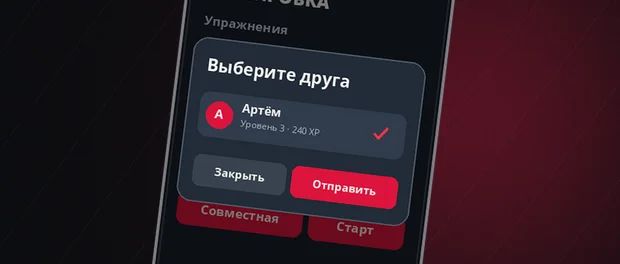 Упражнения
Выберите друга
А
Артём
Уровень 3 · 240 XP
Закрыть
Отправить
Совместная
Старт